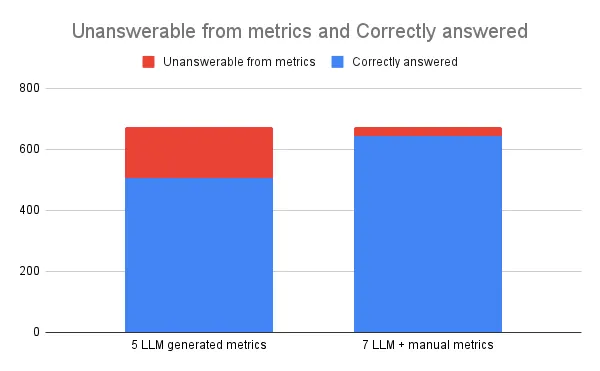 Unanswerable from metrics and Correctly answered
Unanswerable from metrics Correctly answered
800
600
400
200
0
5 LLM generated metrics 7 LLM + manual metrics